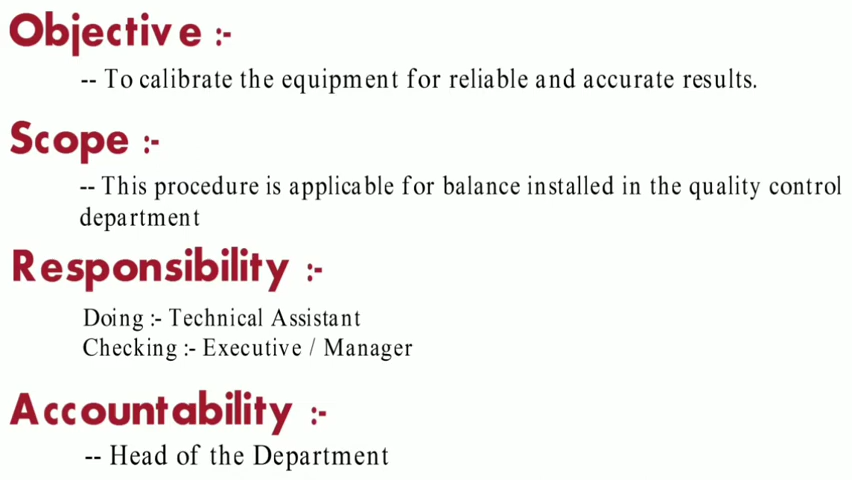 Objective :-
-- To calibrate the equipment for reliable and accurate results.
Scope :-
-- This procedure is applicable for balance installed in the quality control
department
Responsibility :-
Doing :- Technical Assistant
Checking :- Executive / Manager
Accountability :-
-- Head of the Department